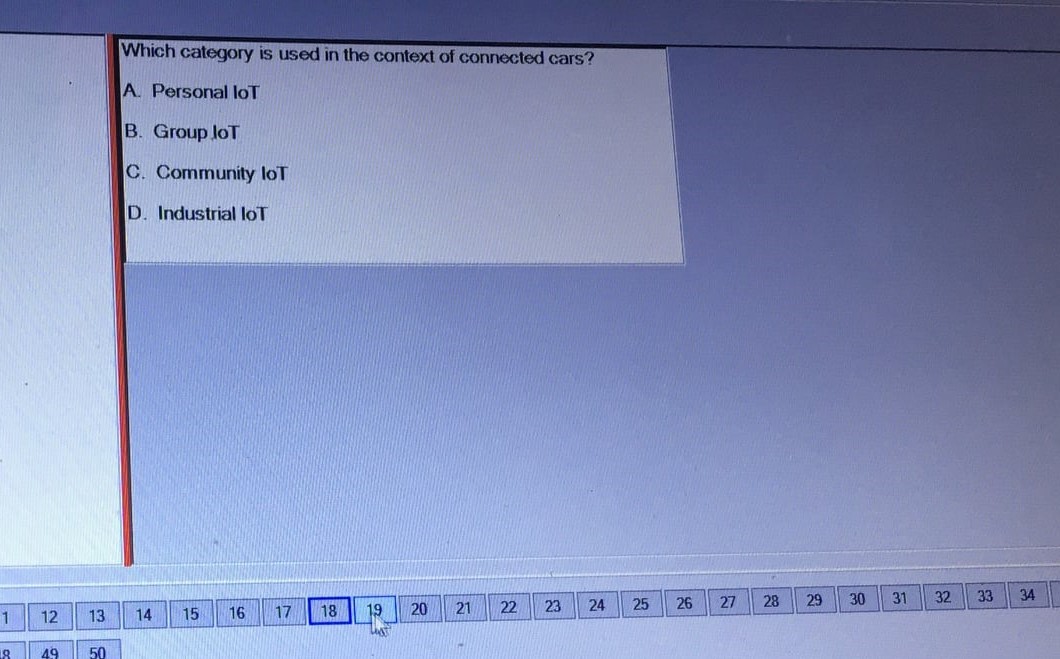 Which category is used in the context of connected cars?
A. Personal IoT
B. Group IoT
C. Community IoT
D. Industrial IoT
1 12 13 14 15 16 17 18 19 20 21 22 23 24 25 26 27 28 29 30 31 32 33 34
8 49 50